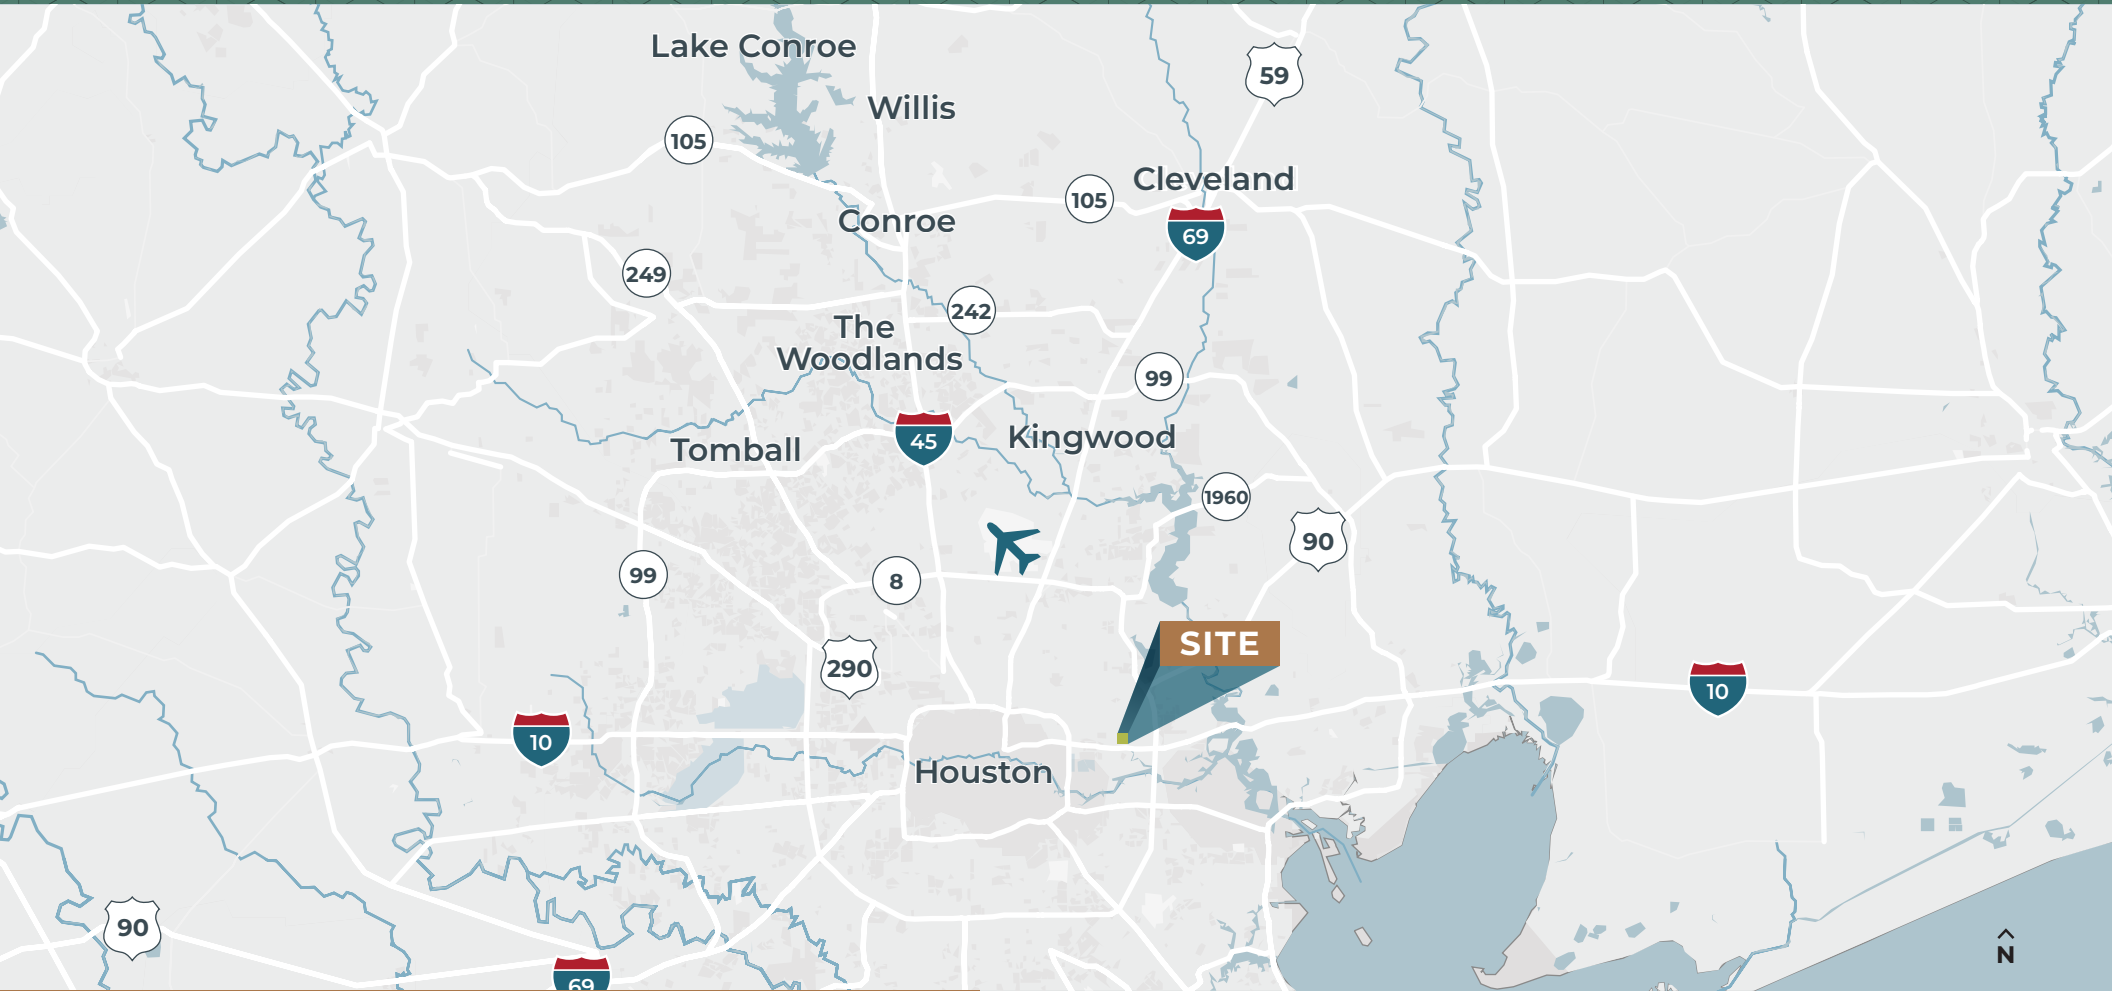 Lake Conroe
59
Willis
105
Cleveland
105
Conroe
69
249
242
The
Woodlands
99
45
Kingwood
Tomball
1960
90
99
8
SITE
290
10
10
Houston
90
N
69